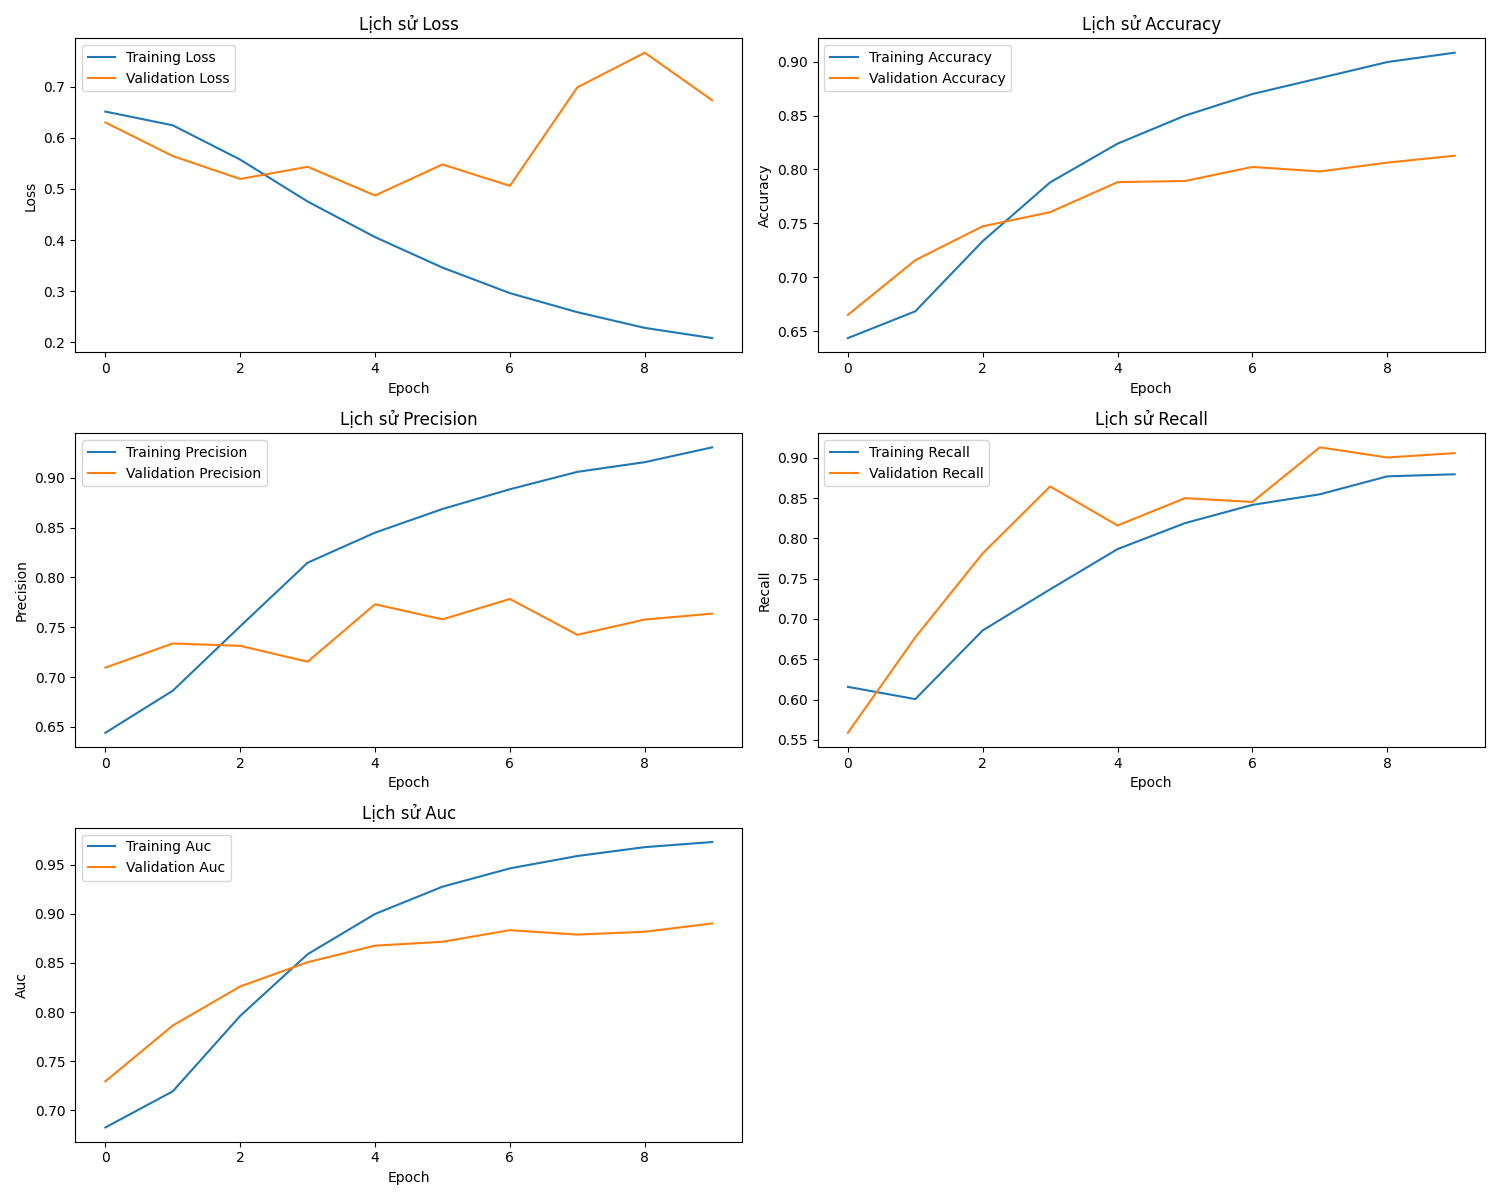 Lịch sử Loss
Training Loss
Validation Loss
0.7
0.6
0.5
0.4
0.3
0.2
Loss
0 2 4 6 8
Epoch
Lịch sử Accuracy
Training Accuracy
Validation Accuracy
0.90
0.85
0.80
0.75
0.70
0.65
Accuracy
0 2 4 6 8
Epoch
Lịch sử Precision
Training Precision
Validation Precision
0.90
0.85
0.80
0.75
0.70
0.65
Precision
0 2 4 6 8
Epoch
Lịch sử Recall
Training Recall
Validation Recall
0.90
0.85
0.80
0.75
0.70
0.65
0.60
0.55
Recall
0 2 4 6 8
Epoch
Lịch sử Auc
Training Auc
Validation Auc
0.95
0.90
0.85
0.80
0.75
0.70
Auc
0 2 4 6 8
Epoch